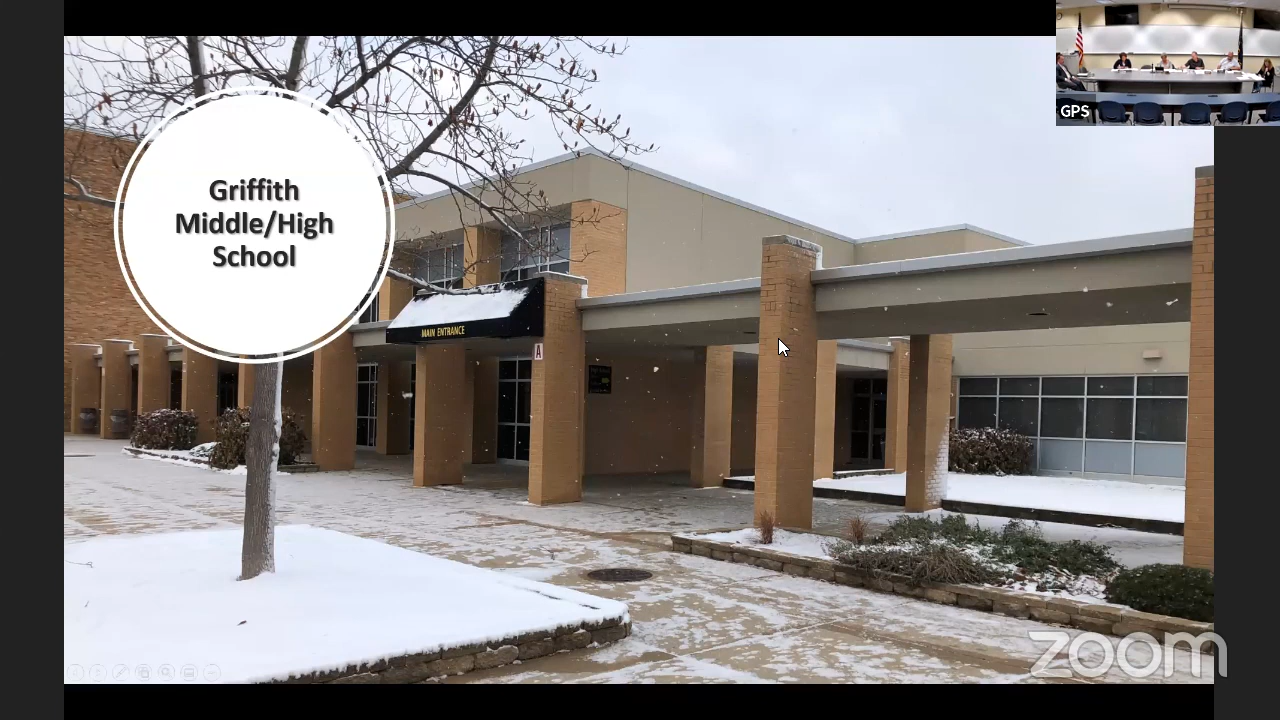 GPS
Griffith
Middle/High
School
MAIN ENTRANCE
A
zoom